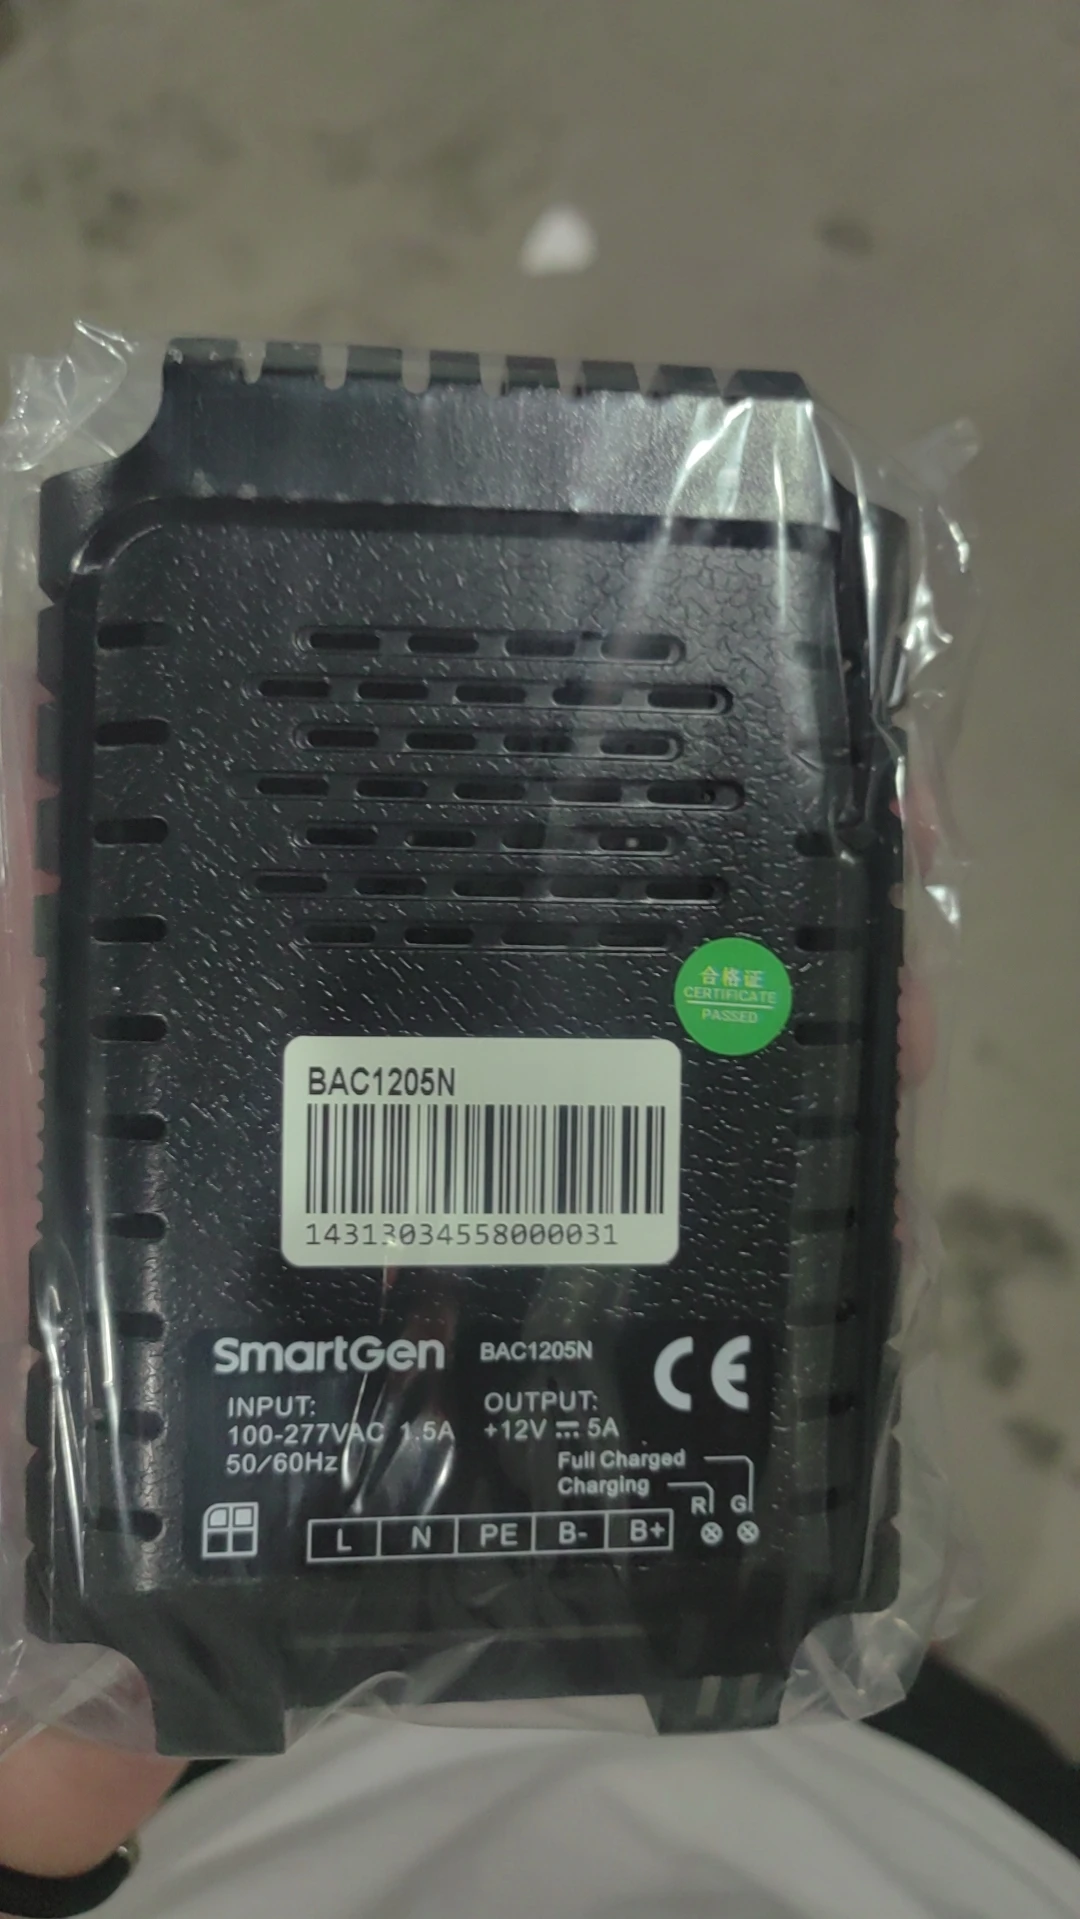 合格证
CERTIFICATE
PASSED
BAC1205N
14313034558000031
SmartGen BAC1205N CE
INPUT: OUTPUT:
100-277VAC 1.5A +12V ⎓ 5A
50/60Hz Full Charged
Charging
R G
L N PE B- B+